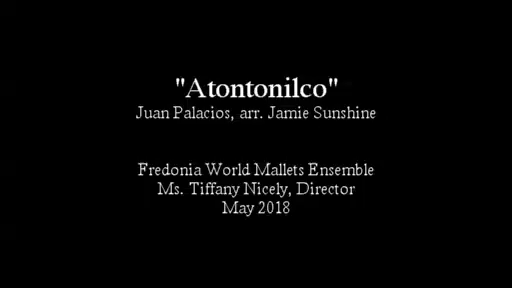 "Atontonilco"
Juan Palacios, arr. Jamie Sunshine
Fredonia World Mallets Ensemble
Ms. Tiffany Nicely, Director
May 2018